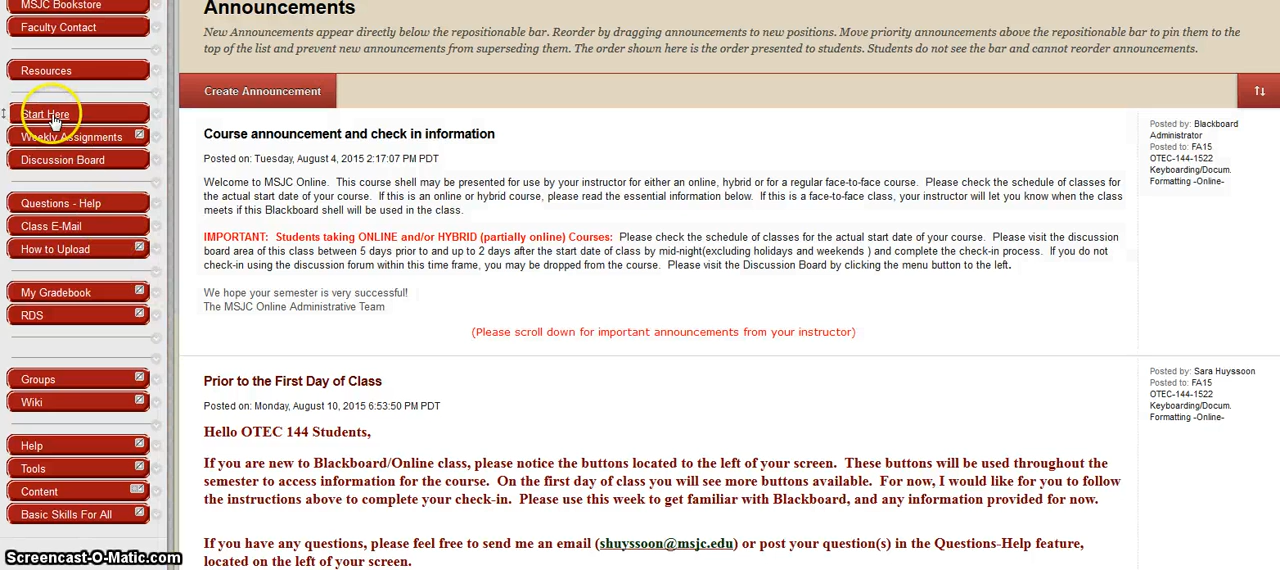 MSJC Bookstore
Faculty Contact
Resources
Start Here
Weekly Assignments
Discussion Board
Questions - Help
Class E-Mail
How to Upload
My Gradebook
RDS
Groups
Wiki
Help
Tools
Content
Basic Skills For All
Screencast-O-Matic.com
Announcements
New Announcements appear directly below the repositionable bar. Reorder by dragging announcements to new positions. Move priority announcements above the repositionable bar to pin them to the
top of the list and prevent new announcements from superseding them. The order shown here is the order presented to students. Students do not see the bar and cannot reorder announcements.
Create Announcement
Course announcement and check in information
Posted on: Tuesday, August 4, 2015 2:17:07 PM PDT
Welcome to MSJC Online. This course shell may be presented for use by your instructor for either an online, hybrid or for a regular face-to-face course. Please check the schedule of classes for
the actual start date of your course. If this is an online or hybrid course, please read the essential information below. If this is a face-to-face class, your instructor will let you know when the class
meets if this Blackboard shell will be used in the class.
IMPORTANT: Students taking ONLINE and/or HYBRID (partially online) Courses: Please check the schedule of classes for the actual start date of your course. Please visit the discussion
board area of this class between 5 days prior to and up to 2 days after the start date of class by mid-night(excluding holidays and weekends ) and complete the check-in process. If you do not
check-in using the discussion forum within this time frame, you may be dropped from the course. Please visit the Discussion Board by clicking the menu button to the left.
We hope your semester is very successful!
The MSJC Online Administrative Team
(Please scroll down for important announcements from your instructor)
Posted by: Blackboard
Administrator
Posted to: FA15
OTEC-144-1522
Keyboarding/Docum.
Formatting -Online-
Prior to the First Day of Class
Posted on: Monday, August 10, 2015 6:53:50 PM PDT
Hello OTEC 144 Students,
If you are new to Blackboard/Online class, please notice the buttons located to the left of your screen. These buttons will be used throughout the
semester to access information for the course. On the first day of class you will see more buttons available. For now, I would like for you to follow
the instructions above to complete your check-in. Please use this week to get familiar with Blackboard, and any information provided for now.
If you have any questions, please feel free to send me an email (shuyssoon@msjc.edu) or post your question(s) in the Questions-Help feature,
located on the left of your screen.
Posted by: Sara Huyssoon
Posted to: FA15
OTEC-144-1522
Keyboarding/Docum.
Formatting -Online-